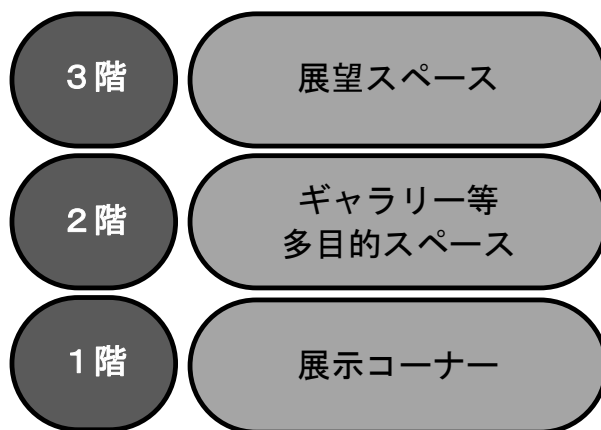 ３階
展望スペース
２階
ギャラリー等
多目的スペース
１階
展示コーナー